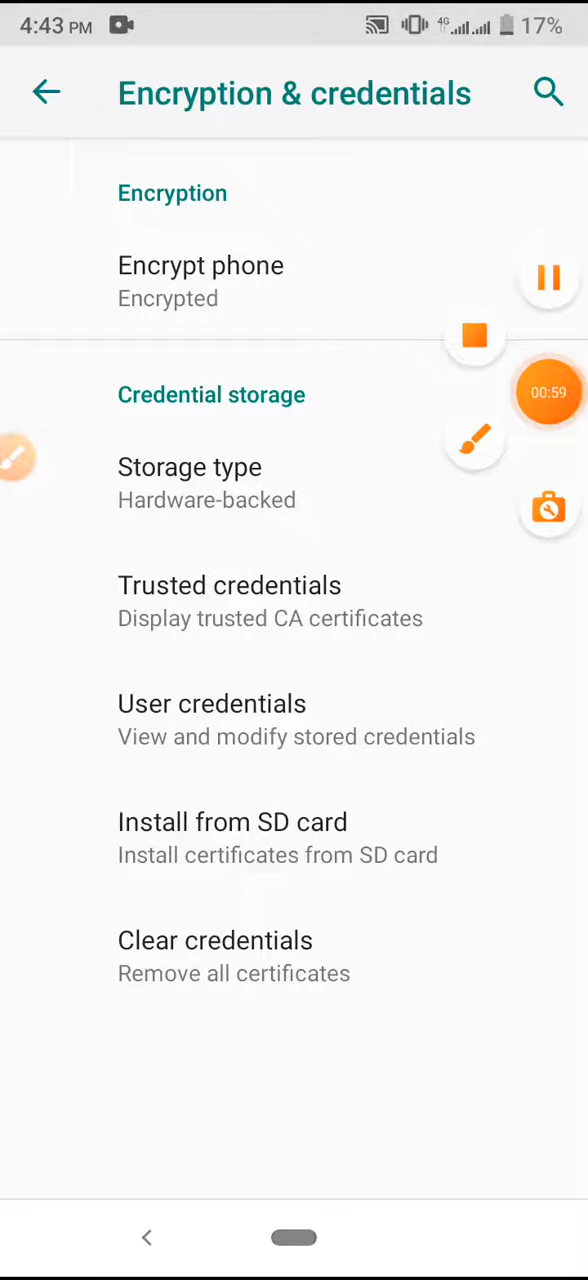 4:43 PM 4G 17%
Encryption & credentials
Encryption
Encrypt phone
Encrypted
Credential storage
00:59
Storage type
Hardware-backed
Trusted credentials
Display trusted CA certificates
User credentials
View and modify stored credentials
Install from SD card
Install certificates from SD card
Clear credentials
Remove all certificates